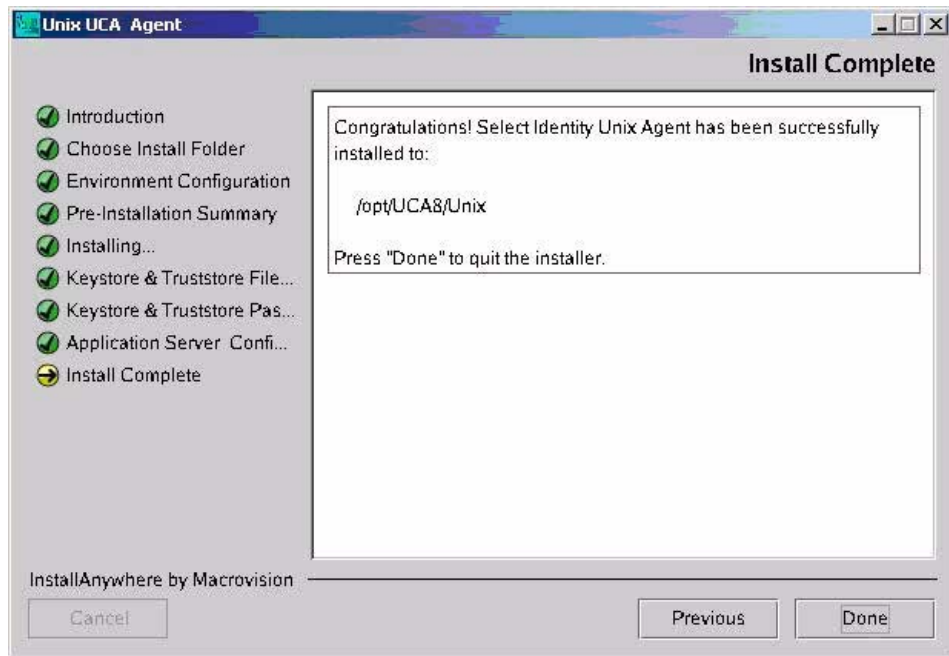 Unix UCA Agent
Install Complete
Introduction
Choose Install Folder
Environment Configuration
Pre-Installation Summary
Installing...
Keystore & Truststore File...
Keystore & Truststore Pas...
Application Server Confi...
Install Complete
Congratulations! Select Identity Unix Agent has been successfully
installed to:
/opt/UCA8/Unix
Press "Done" to quit the installer.
InstallAnywhere by Macrovision
Cancel
Previous
Done